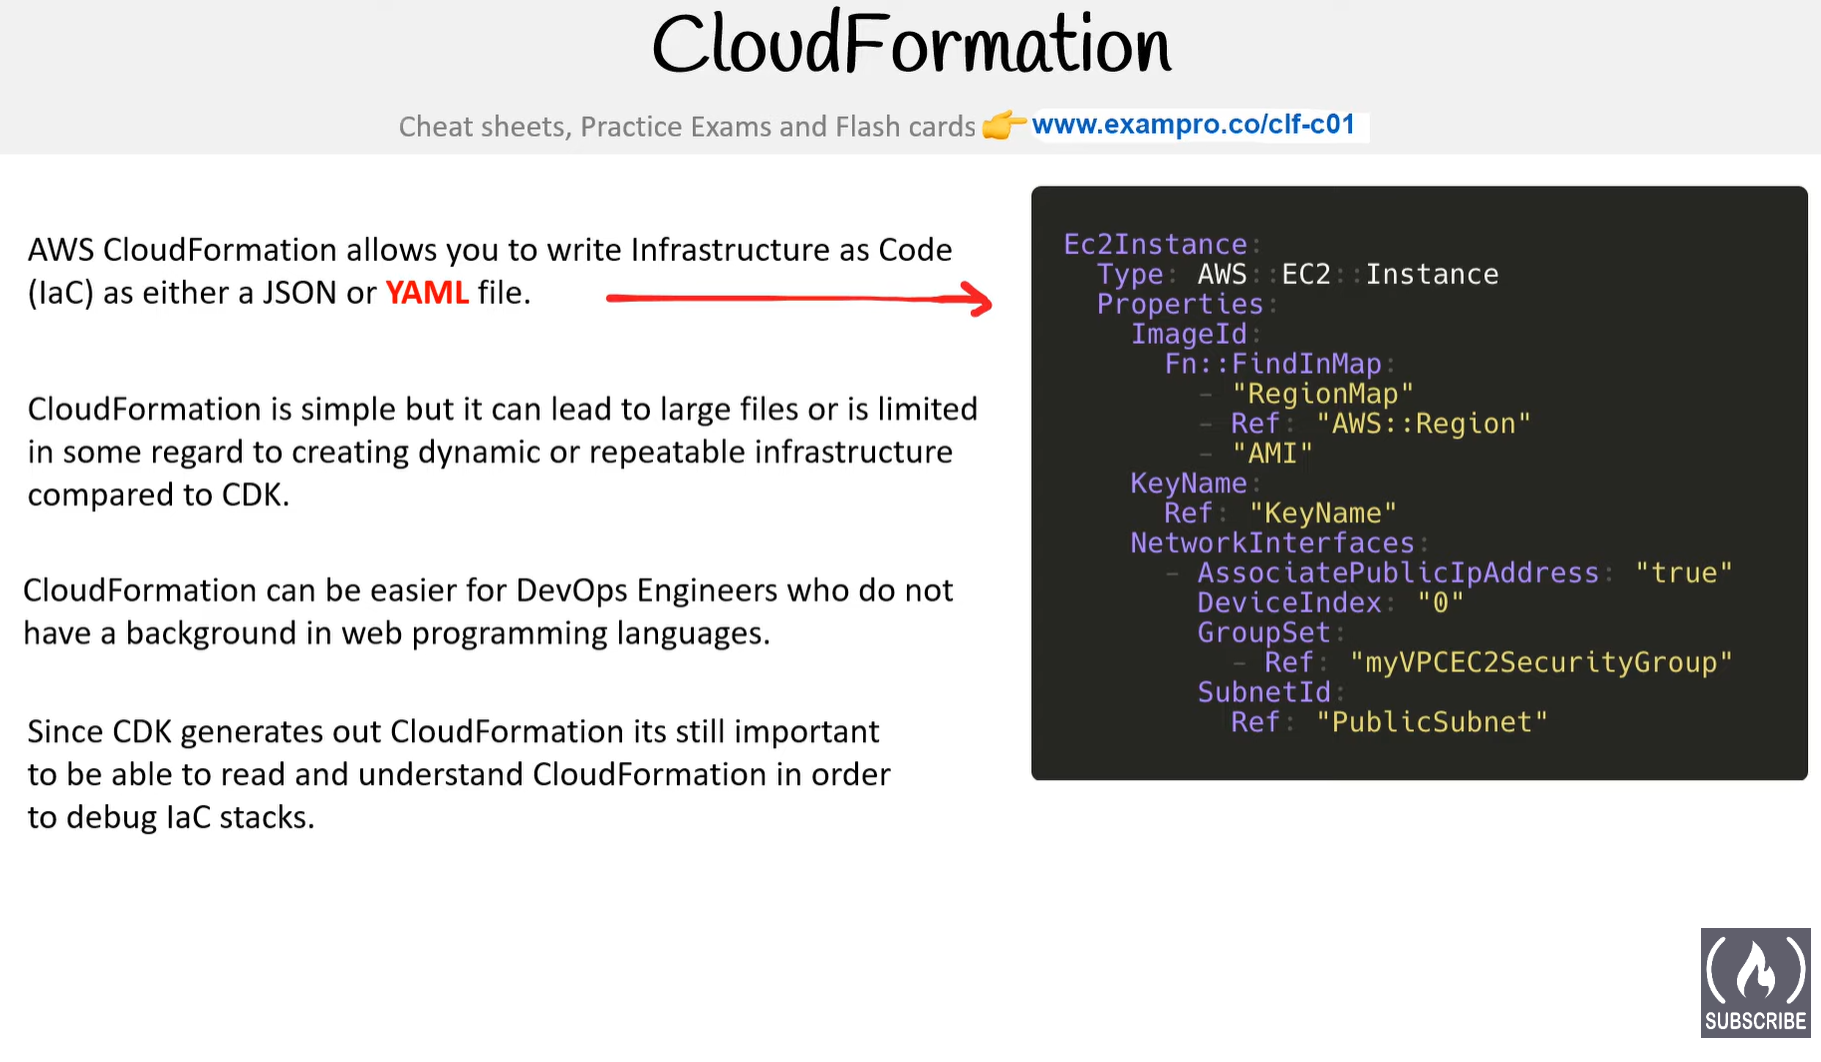 CloudFormation
Cheat sheets, Practice Exams and Flash cards www.exampro.co/clf-c01
AWS CloudFormation allows you to write Infrastructure as Code
(IaC) as either a JSON or YAML file.
CloudFormation is simple but it can lead to large files or is limited
in some regard to creating dynamic or repeatable infrastructure
compared to CDK.
CloudFormation can be easier for DevOps Engineers who do not
have a background in web programming languages.
Since CDK generates out CloudFormation its still important
to be able to read and understand CloudFormation in order
to debug IaC stacks.
Ec2Instance:
  Type: AWS::EC2::Instance
  Properties:
    ImageId:
      Fn::FindInMap:
        - "RegionMap"
        - Ref: "AWS::Region"
        - "AMI"
    KeyName:
      Ref: "KeyName"
    NetworkInterfaces:
      - AssociatePublicIpAddress: "true"
        DeviceIndex: "0"
        GroupSet:
          - Ref: "myVPCEC2SecurityGroup"
        SubnetId:
          Ref: "PublicSubnet"
SUBSCRIBE